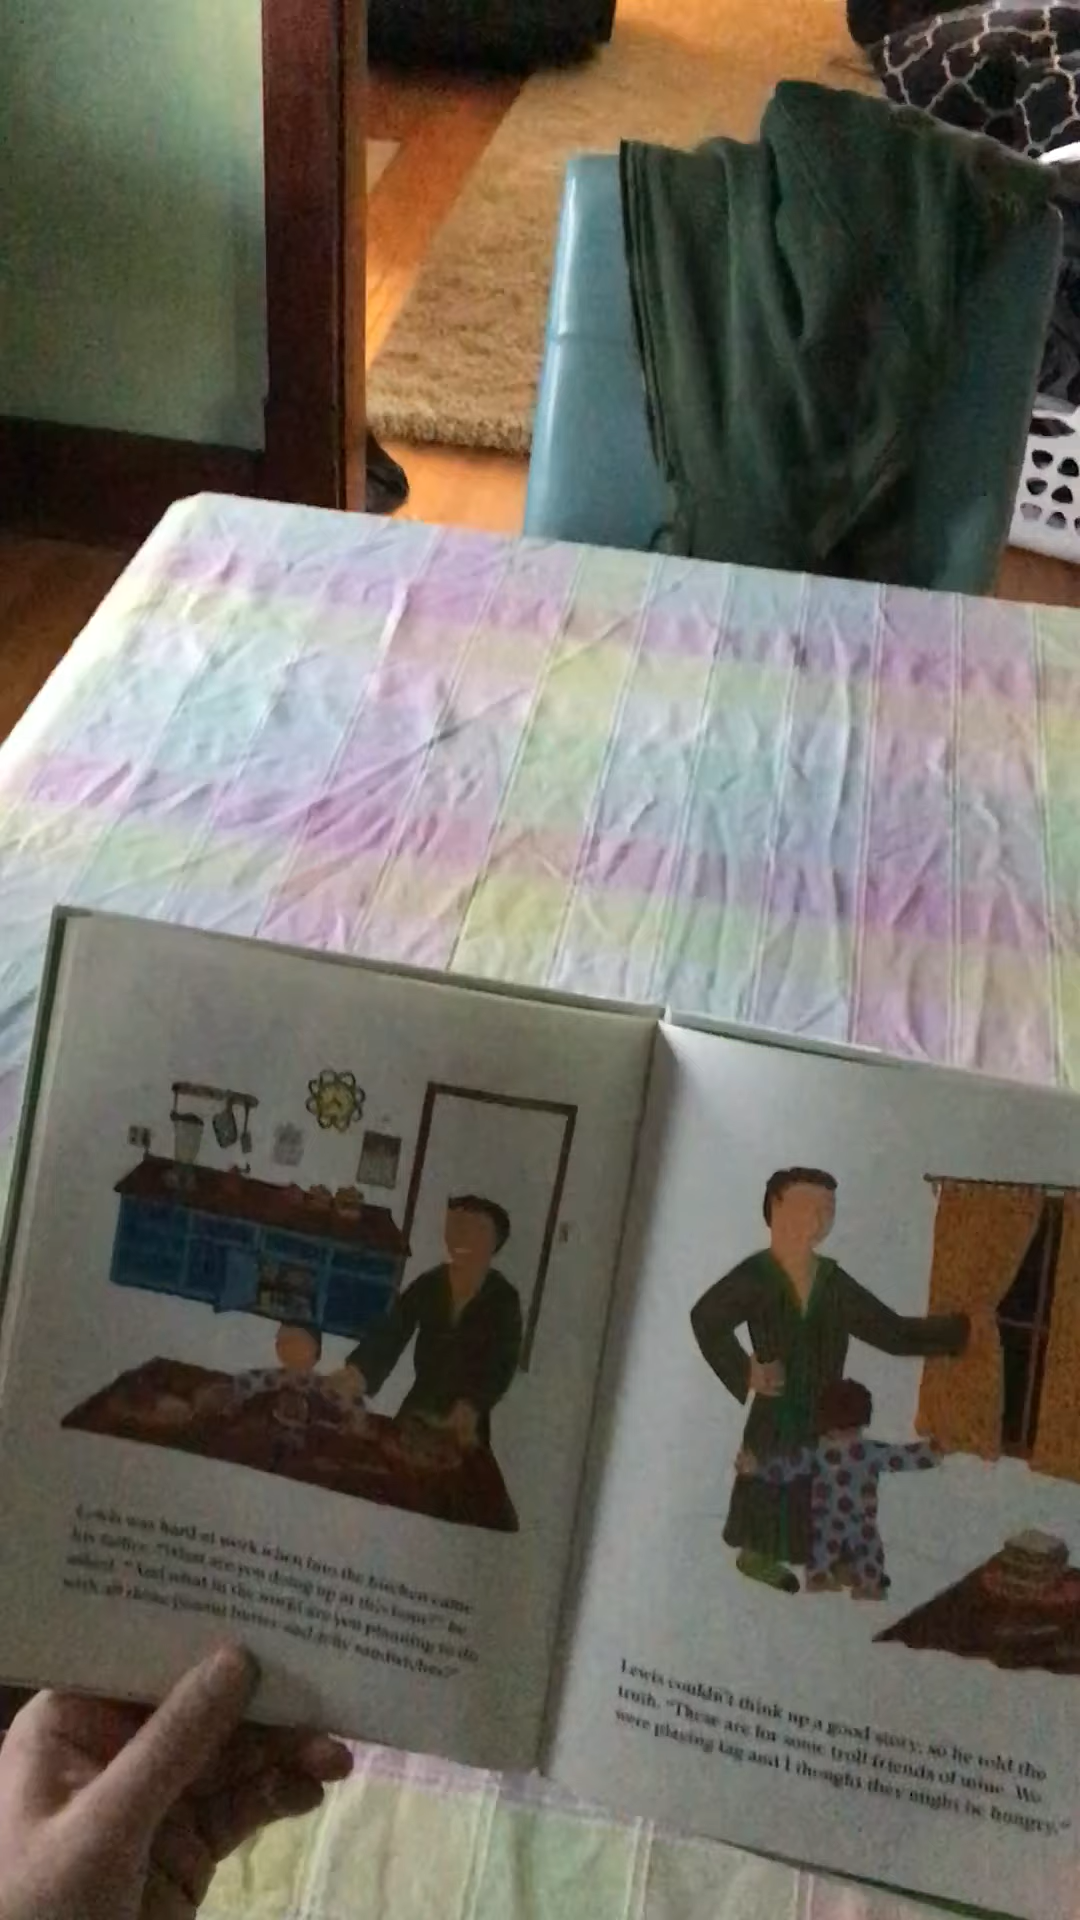 Lewis was hard at work when into the kitchen came
his father. "What are you doing up at this hour?" he
asked. "And what in the world are you planning to do
with all those peanut butter and jelly sandwiches?"
Lewis couldn't think up a good story, so he told the
truth. "These are for some troll friends of mine. We
were playing tag and I thought they might be hungry."